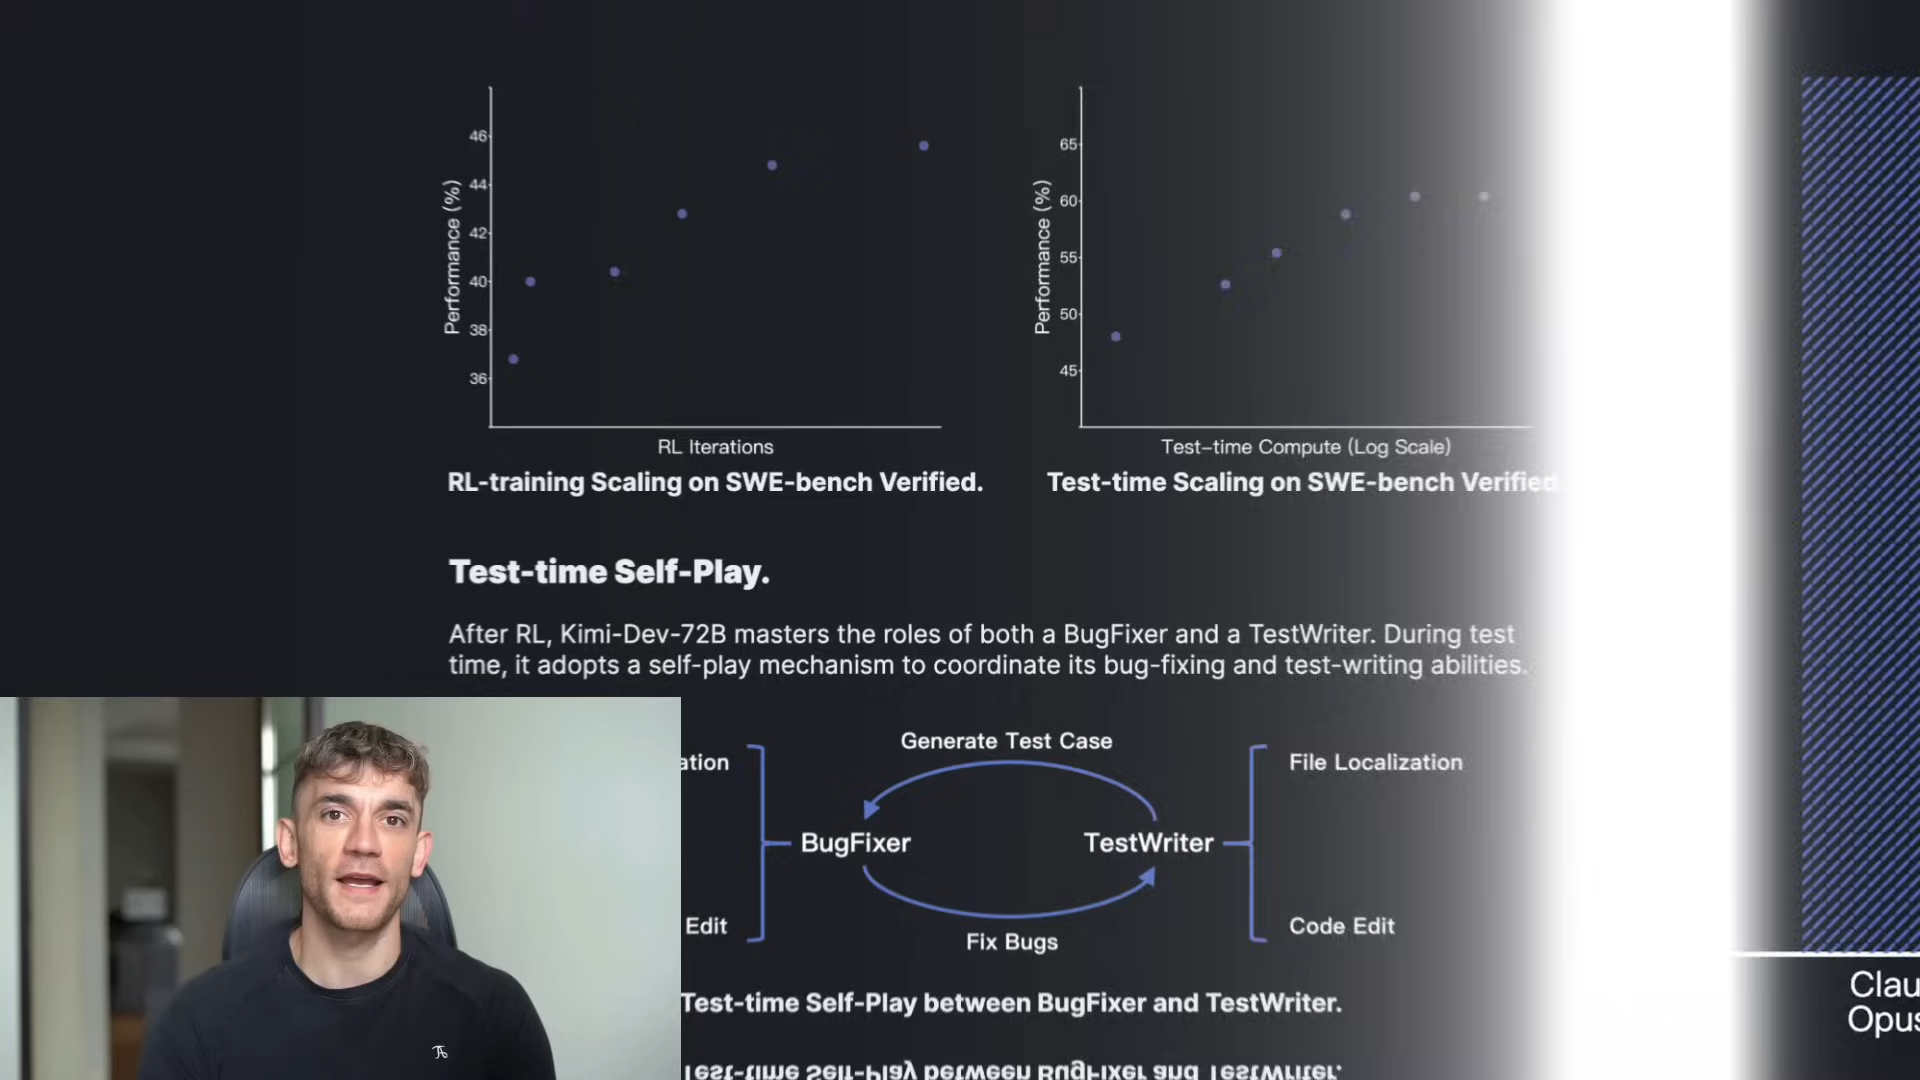 46
44
42
40
38
36
Performance (%)
RL Iterations
RL-training Scaling on SWE-bench Verified.
65
60
55
50
45
Performance (%)
Test-time Compute (Log Scale)
Test-time Scaling on SWE-bench Verified.
Test-time Self-Play.
After RL, Kimi-Dev-72B masters the roles of both a BugFixer and a TestWriter. During test
time, it adopts a self-play mechanism to coordinate its bug-fixing and test-writing abilities.
Generate Test Case
ation
File Localization
BugFixer
TestWriter
Edit
Code Edit
Fix Bugs
Test-time Self-Play between BugFixer and TestWriter.
Clau
Opus